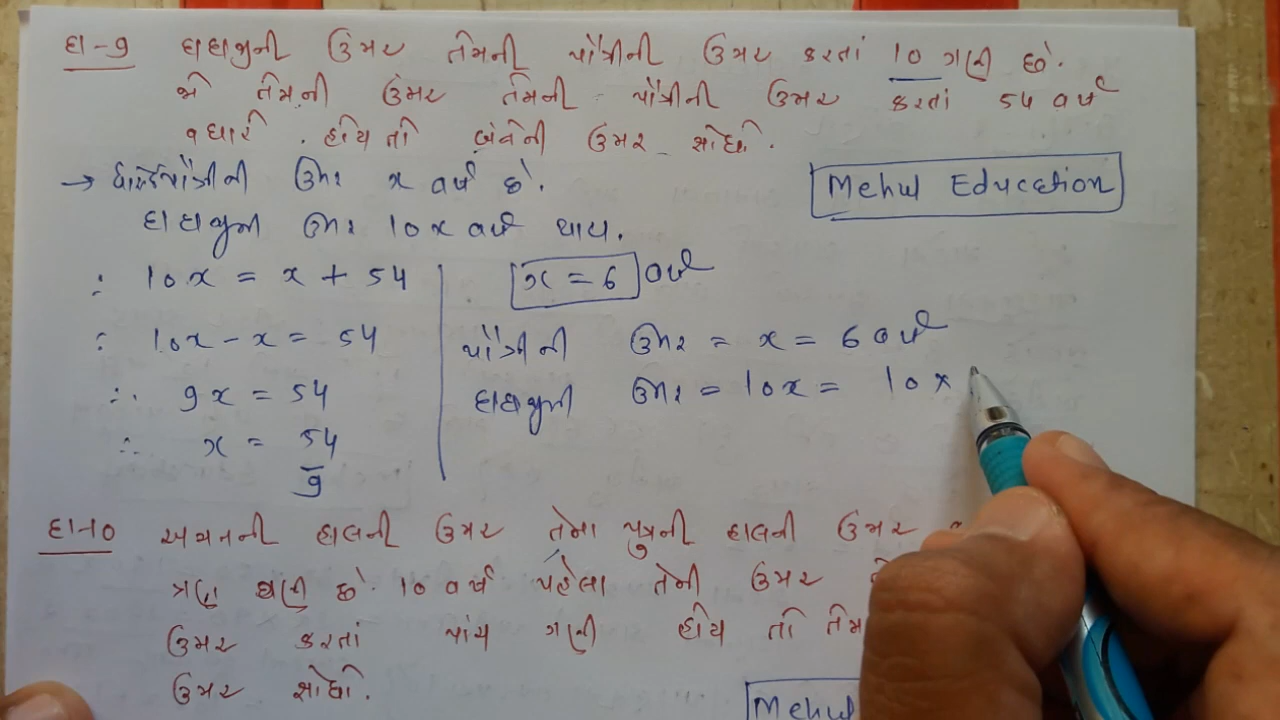 દા-9 દાદાજીની ઉંમર તેમની પૌત્રીની ઉંમર કરતાં 10 ગણી છે.
જો તેમની ઉંમર તેમની પૌત્રીની ઉંમર કરતાં 54 વર્ષ
વધારે હોય તો બંનેની ઉંમર શોધો.
→ ધારોકે પૌત્રીની ઉંમર x વર્ષ છે.
Mehul Education
દાદાજીની ઉંમર 10x વર્ષ થાય.
∴ 10x = x + 54
∴ 10x - x = 54
∴ 9x = 54
∴ x = 54/9
x = 6 વર્ષ
પૌત્રીની ઉંમર = x = 6 વર્ષ
દાદાજીની ઉંમર = 10x = 10 ×
દા-10 અવનની હાલની ઉંમર તેમા પુત્રની હાલની ઉંમર
ત્રણ ઘણી છે. 10 વર્ષ પહેલા તેની ઉંમર
ઉંમર કરતાં પાંચ ગણી હોય તો
ઉંમર શોધો.
Mehul